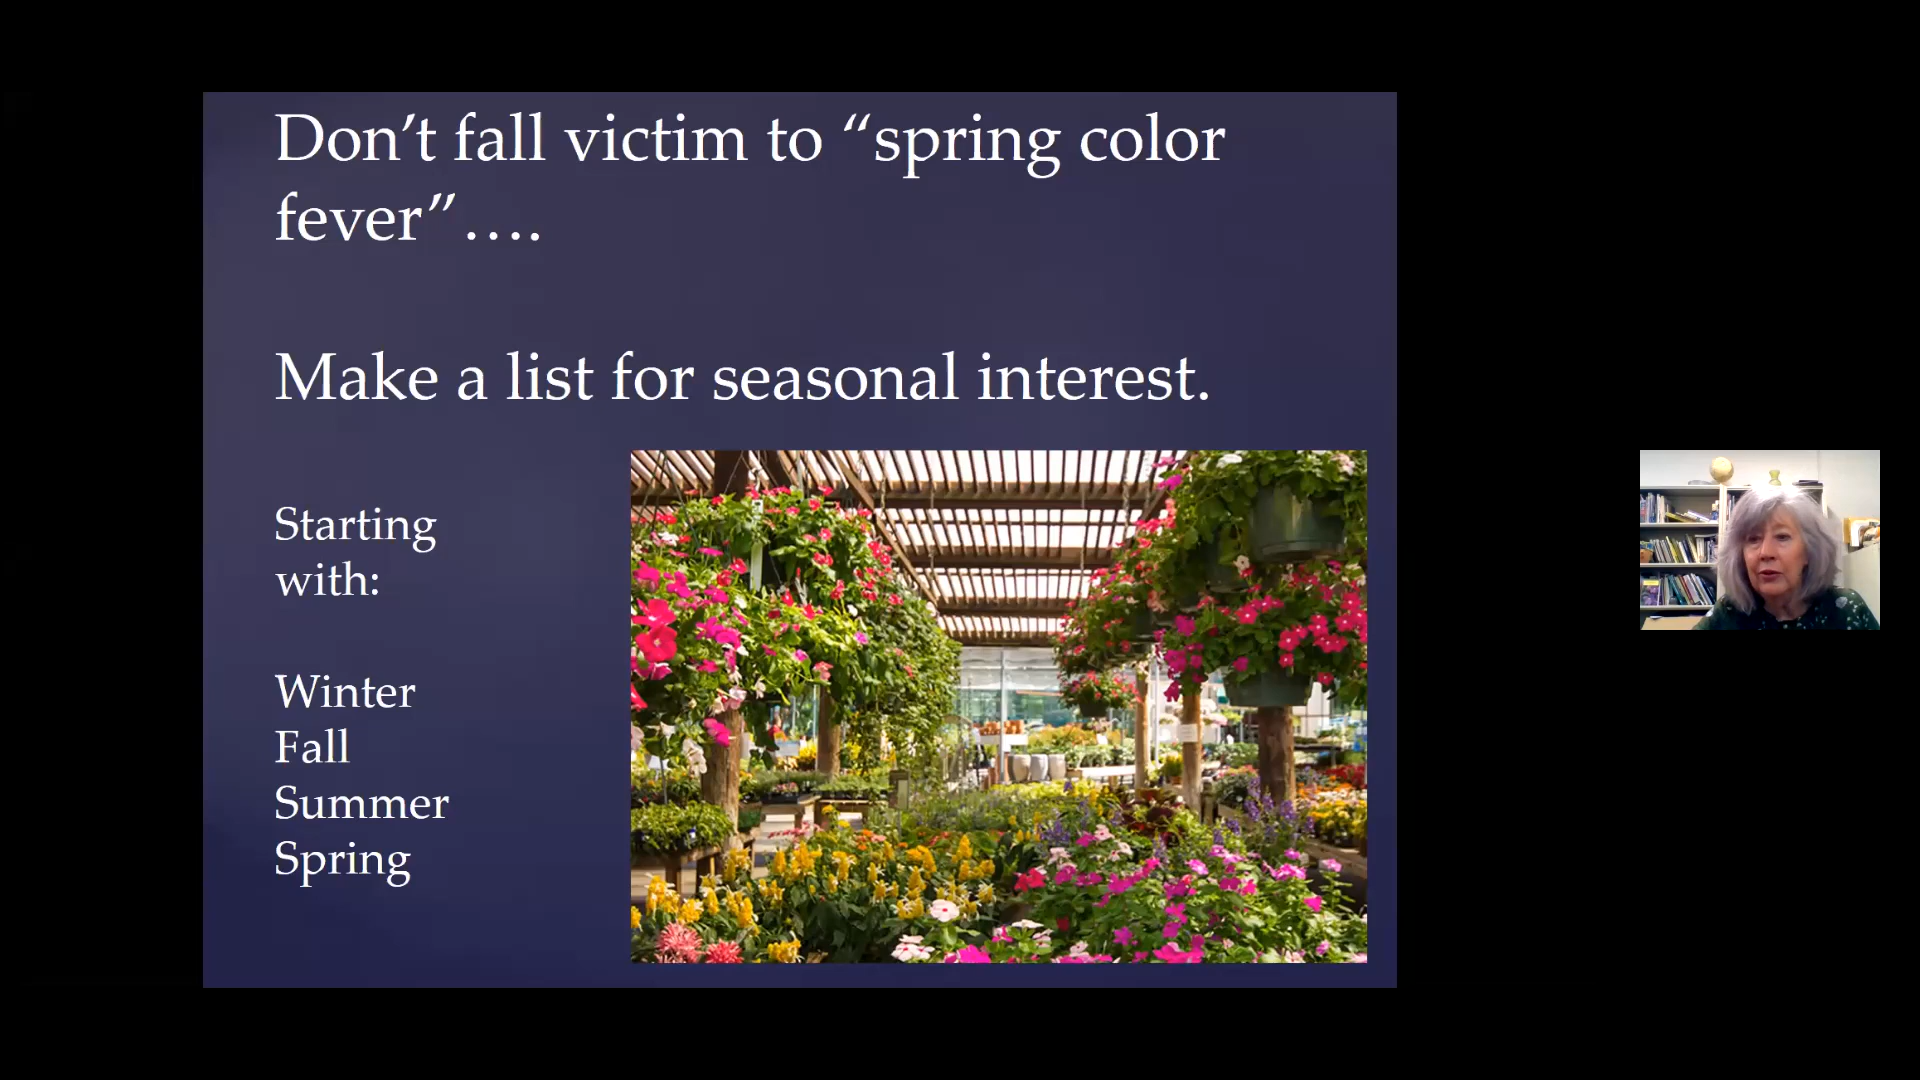 Don’t fall victim to “spring color
fever”….
Make a list for seasonal interest.
Starting
with:
Winter
Fall
Summer
Spring